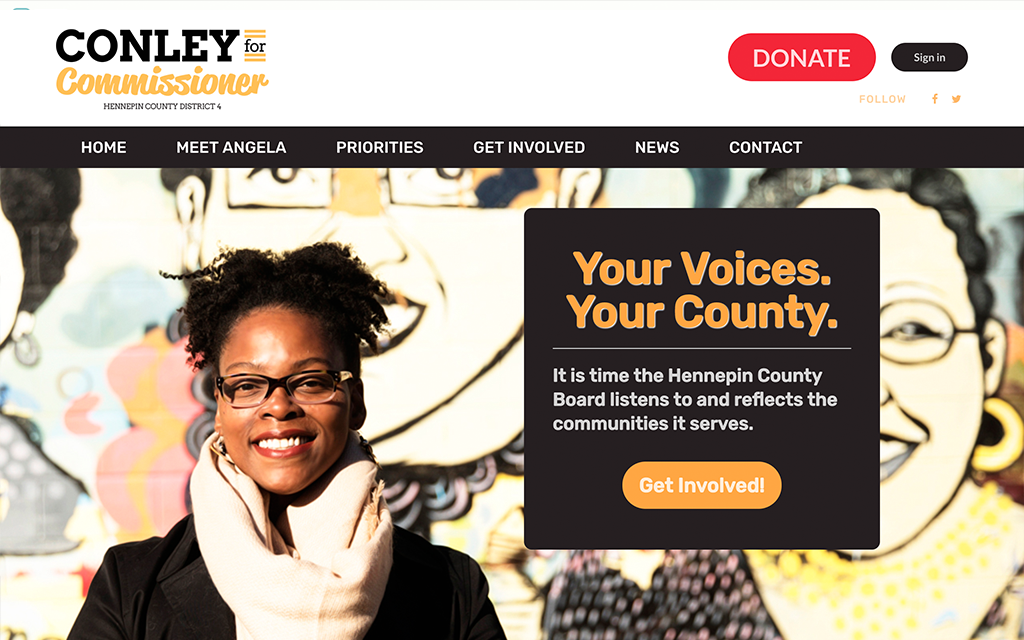 CONLEY for
Commissioner
HENNEPIN COUNTY DISTRICT 4
DONATE
Sign in
FOLLOW
HOME MEET ANGELA PRIORITIES GET INVOLVED NEWS CONTACT
Your Voices.
Your County.
It is time the Hennepin County
Board listens to and reflects the
communities it serves.
Get Involved!